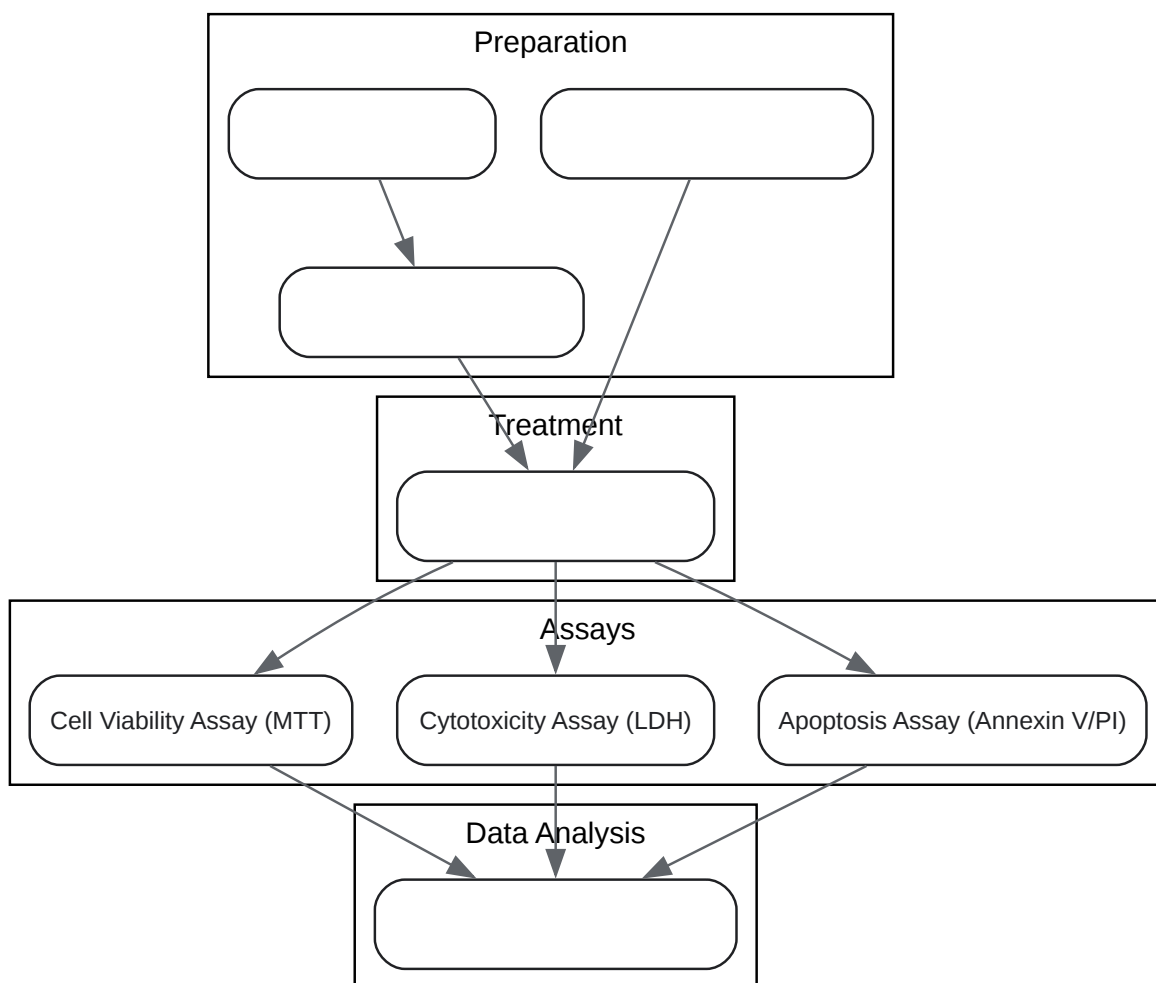 Preparation
Treatment
Assays
Cell Viability Assay (MTT)
Cytotoxicity Assay (LDH)
Apoptosis Assay (Annexin V/PI)
Data Analysis